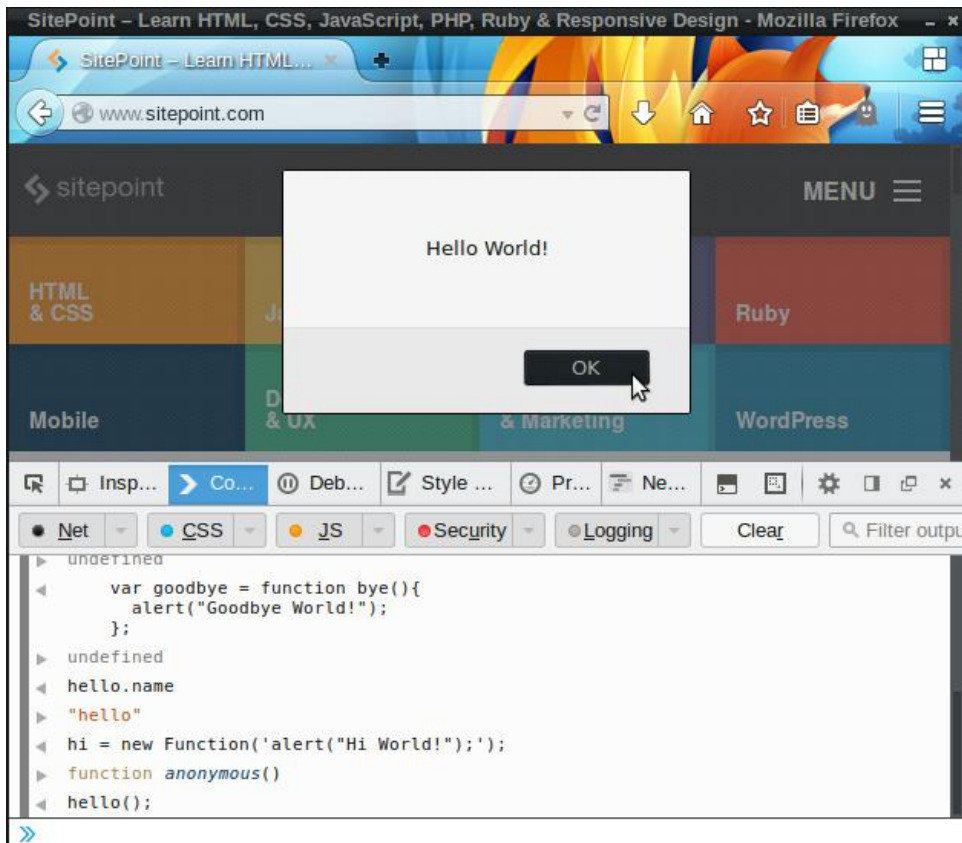 SitePoint – Learn HTML, CSS, JavaScript, PHP, Ruby & Responsive Design - Mozilla Firefox
SitePoint – Learn HTML...
www.sitepoint.com
sitepoint
MENU
Hello World!
OK
HTML
& CSS
Ruby
Mobile
& UX
& Marketing
WordPress
Insp... Co... Deb... Style ... Pr... Ne...
Net CSS JS Security Logging Clear Filter outpu
undefined
var goodbye = function bye(){
alert("Goodbye World!");
};
undefined
hello.name
"hello"
hi = new Function('alert("Hi World!");');
function anonymous()
hello();